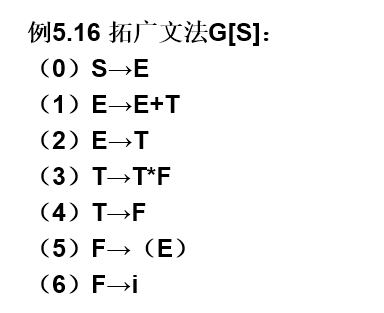 例5.16 拓广文法G[S]：
（0）S→E
（1）E→E+T
（2）E→T
（3）T→T*F
（4）T→F
（5）F→（E）
（6）F→i